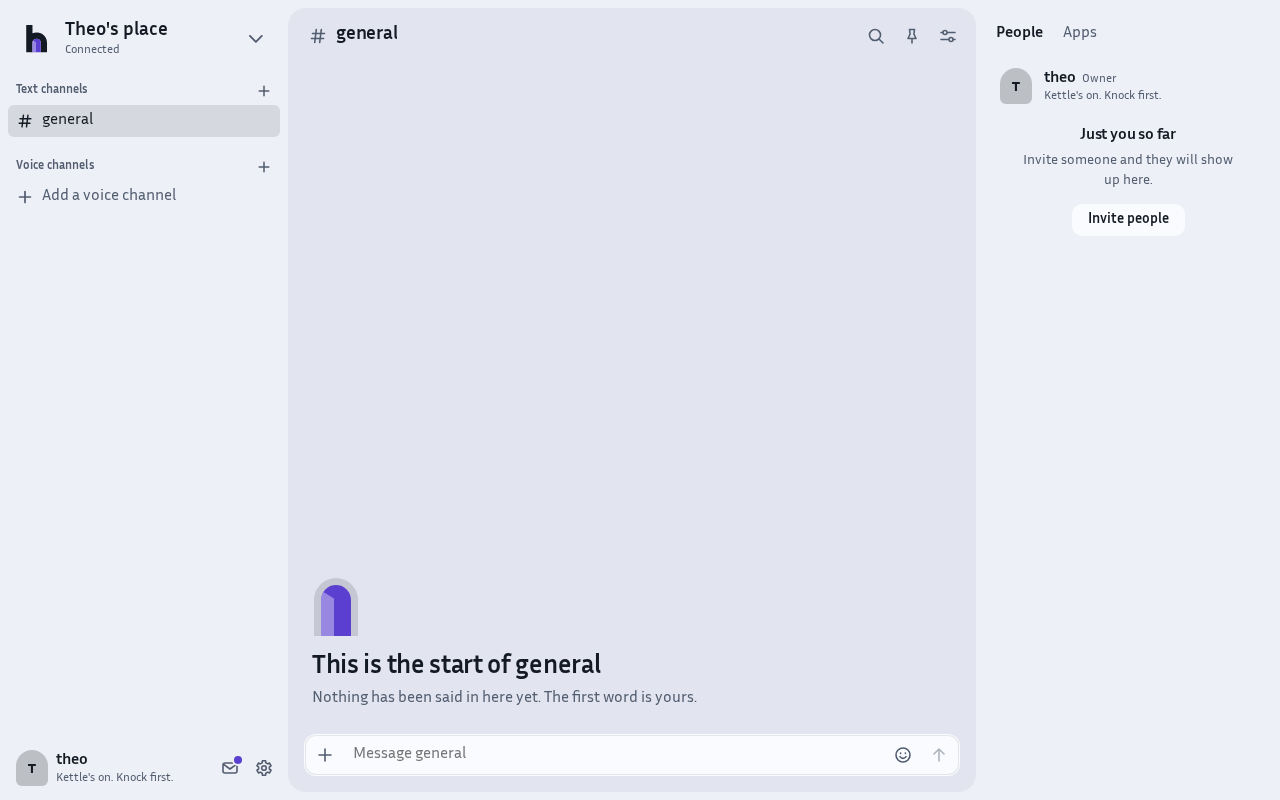 Theo's place
Connected
Text channels
general
Voice channels
Add a voice channel
theo
Kettle's on. Knock first.
general
This is the start of general
Nothing has been said in here yet. The first word is yours.
Message general
People
Apps
T
theo Owner
Kettle's on. Knock first.
Just you so far
Invite someone and they will show
up here.
Invite people
T